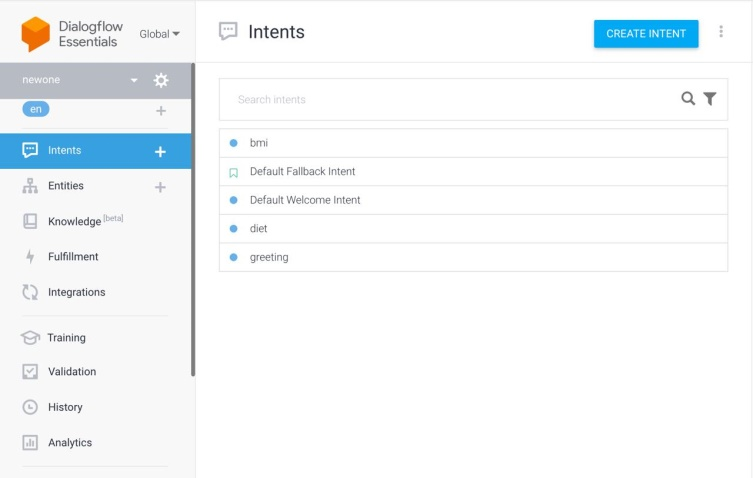 Dialogflow
Essentials
Global
Intents
CREATE INTENT
newone
en
Search intents
Intents
bmi
Default Fallback Intent
Default Welcome Intent
diet
greeting
Entities
Knowledge [beta]
Fulfillment
Integrations
Training
Validation
History
Analytics